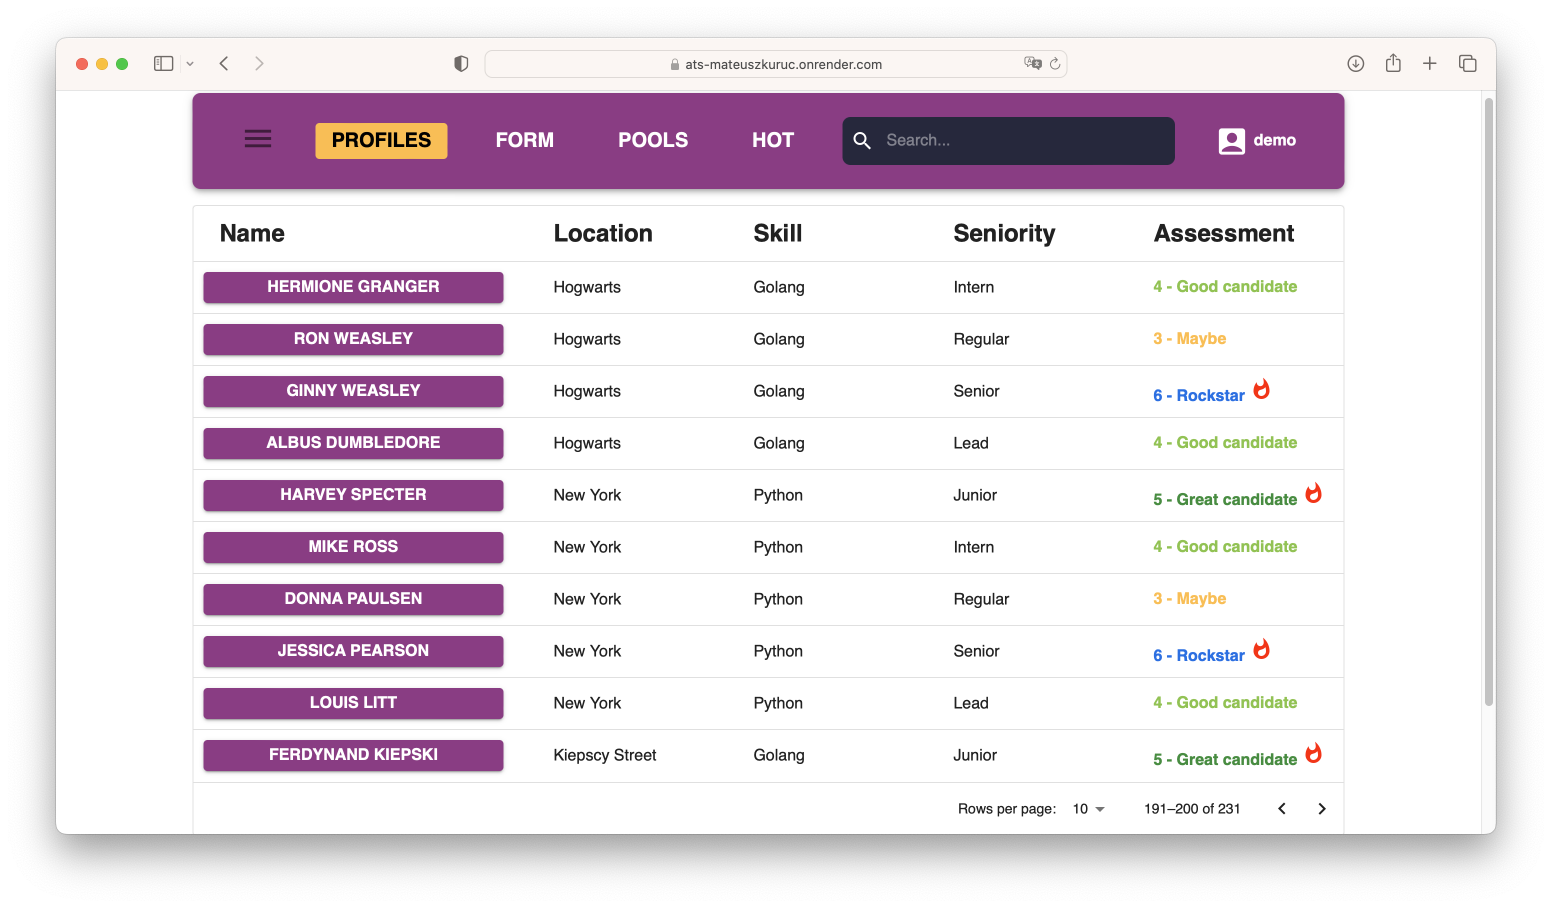 ats-mateuszkuruc.onrender.com
PROFILES FORM POOLS HOT Search... demo
Name Location Skill Seniority Assessment
HERMIONE GRANGER Hogwarts Golang Intern 4 - Good candidate
RON WEASLEY Hogwarts Golang Regular 3 - Maybe
GINNY WEASLEY Hogwarts Golang Senior 6 - Rockstar
ALBUS DUMBLEDORE Hogwarts Golang Lead 4 - Good candidate
HARVEY SPECTER New York Python Junior 5 - Great candidate
MIKE ROSS New York Python Intern 4 - Good candidate
DONNA PAULSEN New York Python Regular 3 - Maybe
JESSICA PEARSON New York Python Senior 6 - Rockstar
LOUIS LITT New York Python Lead 4 - Good candidate
FERDYNAND KIEPSKI Kiepscy Street Golang Junior 5 - Great candidate
Rows per page: 10 191–200 of 231